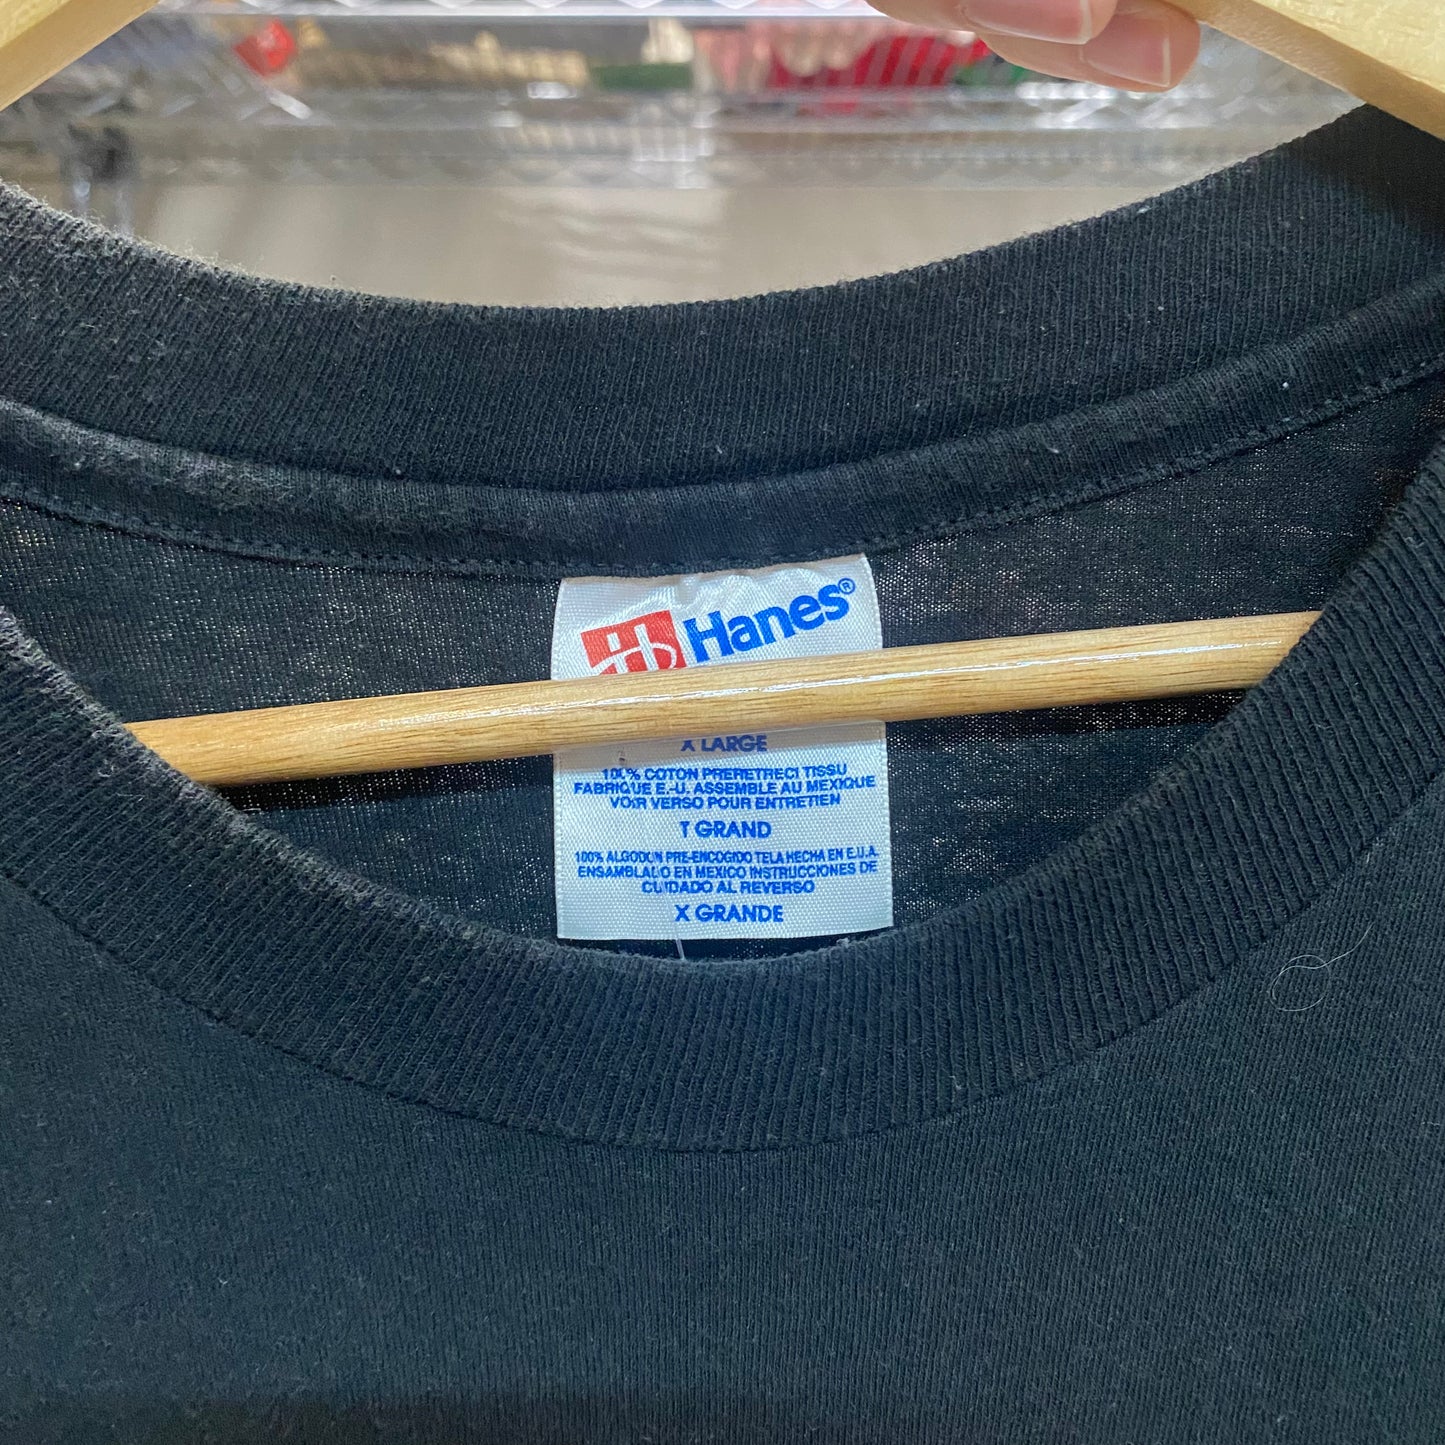 Hanes®
X LARGE
100% COTON PRERETRECI TISSU
FABRIQUE E.-U. ASSEMBLE AU MEXIQUE
VOIR VERSO POUR ENTRETIEN
T GRAND
100% ALGODON PRE-ENCOGIDO TELA HECHA EN E.U.A.
ENSAMBLADO EN MEXICO INSTRUCCIONES DE
CUIDADO AL REVERSO
X GRANDE